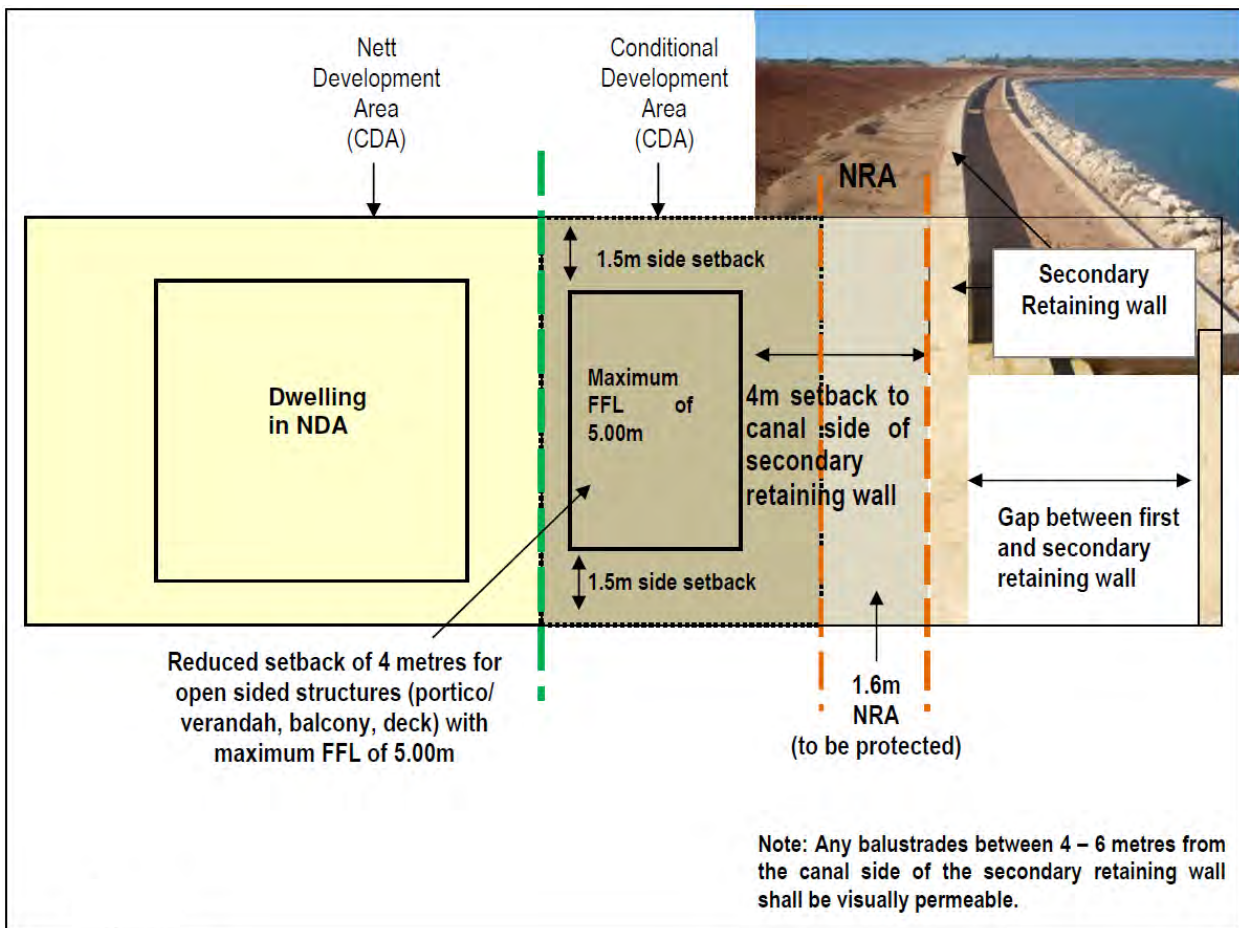 Nett
Development
Area
(CDA)
Conditional
Development
Area
(CDA)
NRA
1.5m side setback
Secondary
Retaining wall
Dwelling
in NDA
Maximum
FFL of
5.00m
4m setback to
canal side of
secondary
retaining wall
Gap between first
and secondary
retaining wall
1.5m side setback
Reduced setback of 4 metres for
open sided structures (portico/
verandah, balcony, deck) with
maximum FFL of 5.00m
1.6m
NRA
(to be protected)
Note: Any balustrades between 4 – 6 metres from
the canal side of the secondary retaining wall
shall be visually permeable.